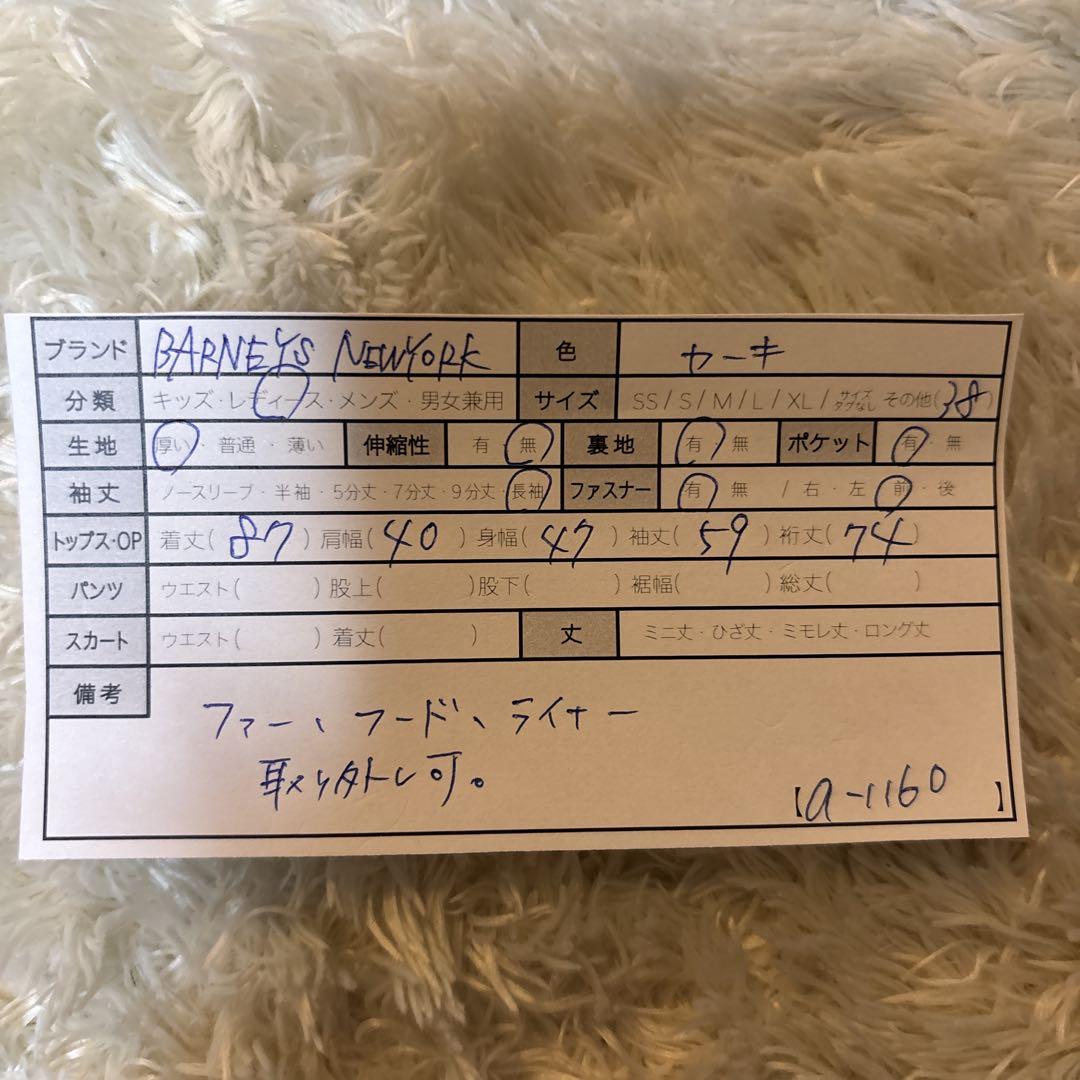 ブランド BARNEYS NEWYORK 色 カーキ
分類 キッズ・レディース・メンズ・男女兼用 サイズ SS/S/M/L/XL/サイズタグなし その他(38)
生地 厚い・普通・薄い 伸縮性 有・無 裏地 有・無 ポケット 有・無
袖丈 ノースリーブ・半袖・5分丈・7分丈・9分丈・長袖 ファスナー 有・無 /右・左・前・後
トップス・OP 着丈(87)肩幅(40)身幅(47)袖丈(59)裄丈(74)
パンツ ウエスト( )股上( )股下( )裾幅( )総丈( )
スカート ウエスト( )着丈( ) 丈 ミニ丈・ひざ丈・ミモレ丈・ロング丈
備考
ファー、フード、ライナー
取り外し可。
【a-1160】